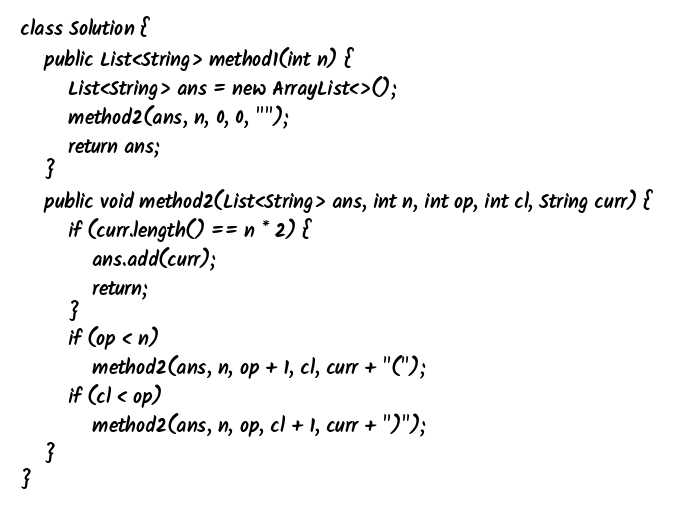 class Solution {
public List<String> method1(int n) {
List<String> ans = new ArrayList<>();
method2(ans, n, 0, 0, "");
return ans;
}
public void method2(List<String> ans, int n, int op, int cl, String curr) {
if (curr.length() == n * 2) {
ans.add(curr);
return;
}
if (op < n)
method2(ans, n, op + 1, cl, curr + "(");
if (cl < op)
method2(ans, n, op, cl + 1, curr + ")");
}
}